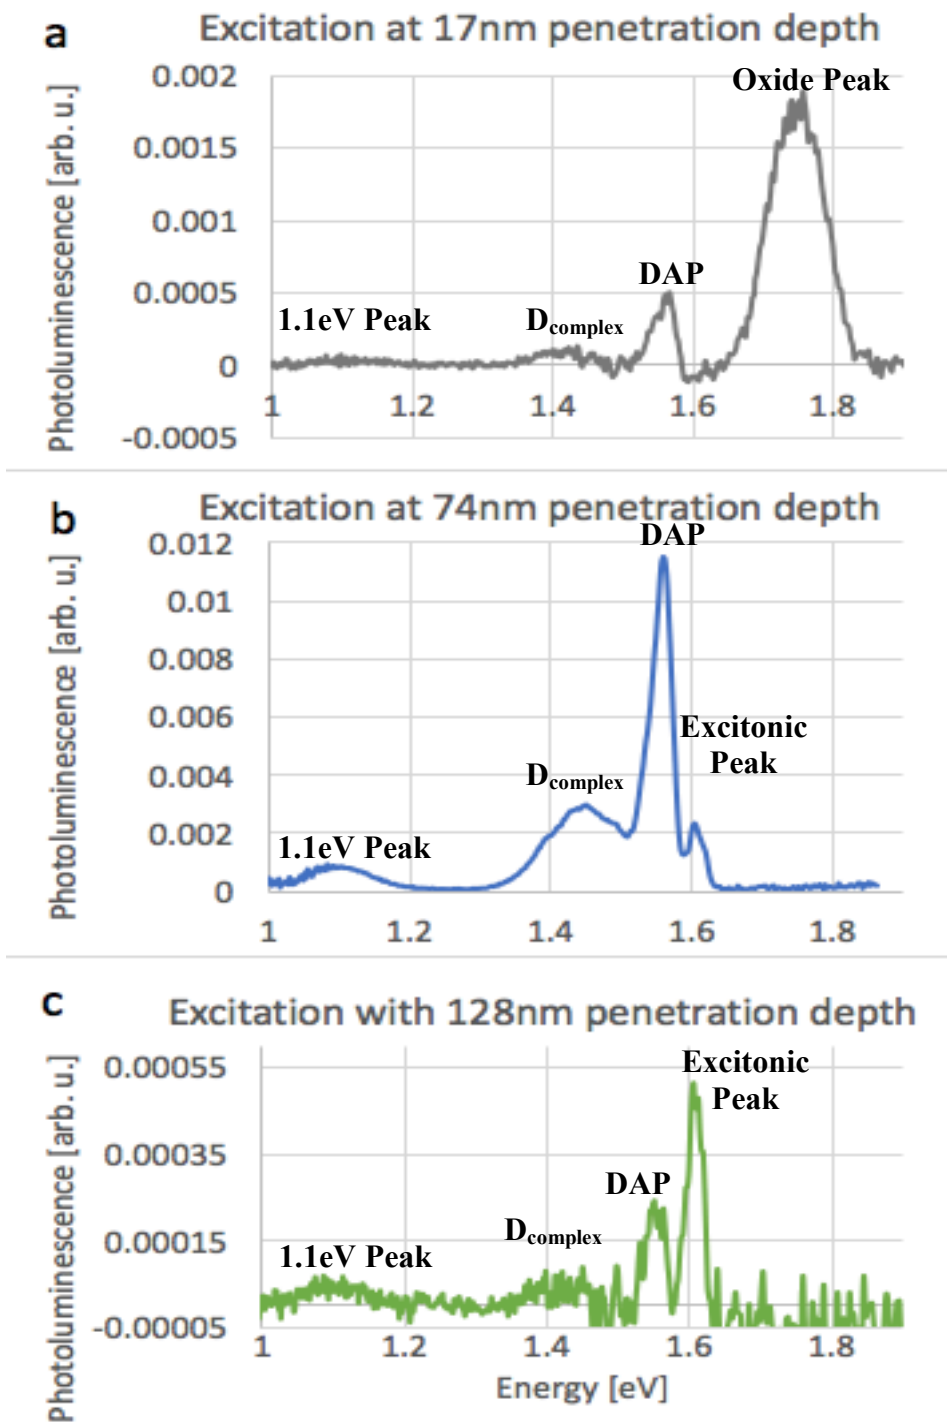 a
Excitation at 17nm penetration depth
Photoluminescence [arb. u.]
0.002
0.0015
0.001
0.0005
0
-0.0005
Oxide Peak
DAP
1.1eV Peak
Dcomplex
1 1.2 1.4 1.6 1.8
b
Excitation at 74nm penetration depth
Photoluminescence [arb. u.]
0.012
0.01
0.008
0.006
0.004
0.002
0
DAP
Excitonic
Peak
Dcomplex
1.1eV Peak
1 1.2 1.4 1.6 1.8
c
Excitation with 128nm penetration depth
Photoluminescence [arb. u.]
0.00055
0.00035
0.00015
-0.00005
Excitonic
Peak
DAP
Dcomplex
1.1eV Peak
1 1.2 1.4 1.6 1.8
Energy [eV]